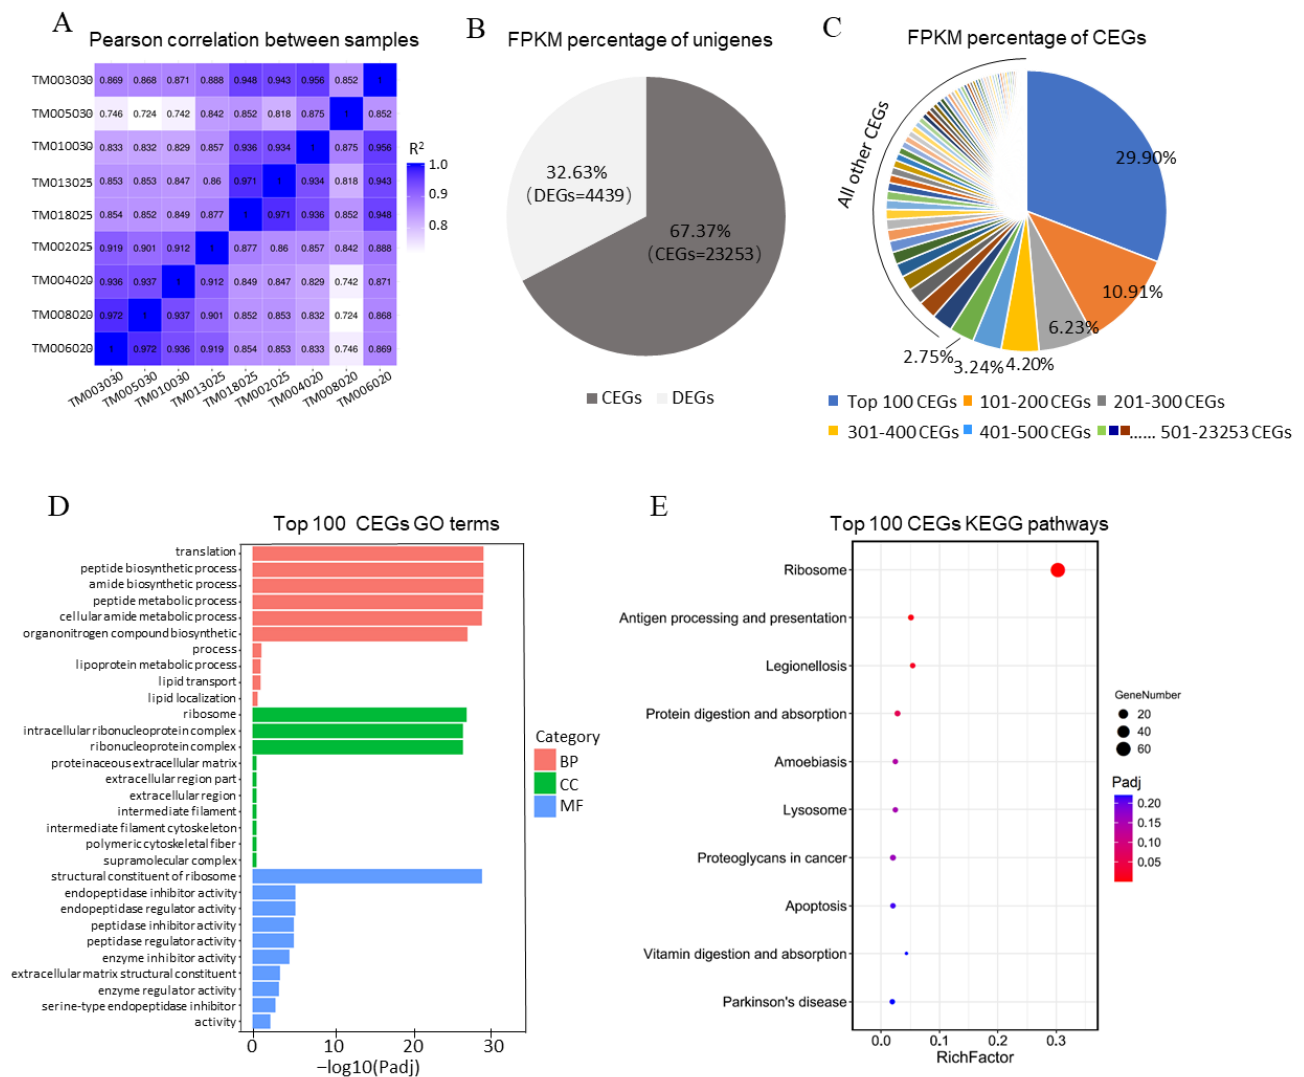 A
Pearson correlation between samples
TM003030 0.869 0.868 0.871 0.888 0.948 0.943 0.956 0.852 1
TM005030 0.746 0.724 0.742 0.842 0.852 0.818 0.875 1 0.852
TM010030 0.833 0.832 0.829 0.857 0.936 0.934 1 0.875 0.956
TM013025 0.853 0.853 0.847 0.86 0.971 1 0.934 0.818 0.943
TM018025 0.854 0.852 0.849 0.877 1 0.971 0.936 0.852 0.948
TM002025 0.919 0.901 0.912 1 0.877 0.86 0.857 0.842 0.888
TM004020 0.936 0.937 1 0.912 0.849 0.847 0.829 0.742 0.871
TM008020 0.972 1 0.937 0.901 0.852 0.853 0.832 0.724 0.868
TM006020 1 0.972 0.936 0.919 0.854 0.853 0.833 0.746 0.869
TM003030 TM005030 TM010030 TM013025 TM018025 TM002025 TM004020 TM008020 TM006020
R²
1.0
0.9
0.8
B
FPKM percentage of unigenes
32.63%
(DEGs=4439)
67.37%
(CEGs=23253)
CEGs DEGs
C
FPKM percentage of CEGs
All other CEGs
29.90%
10.91%
6.23%
4.20%
3.24%
2.75%
Top 100 CEGs 101-200 CEGs 201-300 CEGs
301-400 CEGs 401-500 CEGs ...... 501-23253 CEGs
D
Top 100 CEGs GO terms
translation
peptide biosynthetic process
amide biosynthetic process
peptide metabolic process
cellular amide metabolic process
organonitrogen compound biosynthetic
process
lipoprotein metabolic process
lipid transport
lipid localization
ribosome
intracellular ribonucleoprotein complex
ribonucleoprotein complex
proteinaceous extracellular matrix
extracellular region part
extracellular region
intermediate filament
intermediate filament cytoskeleton
polymeric cytoskeletal fiber
supramolecular complex
structural constituent of ribosome
endopeptidase inhibitor activity
endopeptidase regulator activity
peptidase inhibitor activity
peptidase regulator activity
enzyme inhibitor activity
extracellular matrix structural constituent
enzyme regulator activity
serine-type endopeptidase inhibitor
activity
0 10 20 30
−log10(Padj)
Category
BP
CC
MF
E
Top 100 CEGs KEGG pathways
Ribosome
Antigen processing and presentation
Legionellosis
Protein digestion and absorption
Amoebiasis
Lysosome
Proteoglycans in cancer
Apoptosis
Vitamin digestion and absorption
Parkinson's disease
0.0 0.1 0.2 0.3
RichFactor
GeneNumber
20
40
60
Padj
0.20
0.15
0.10
0.05